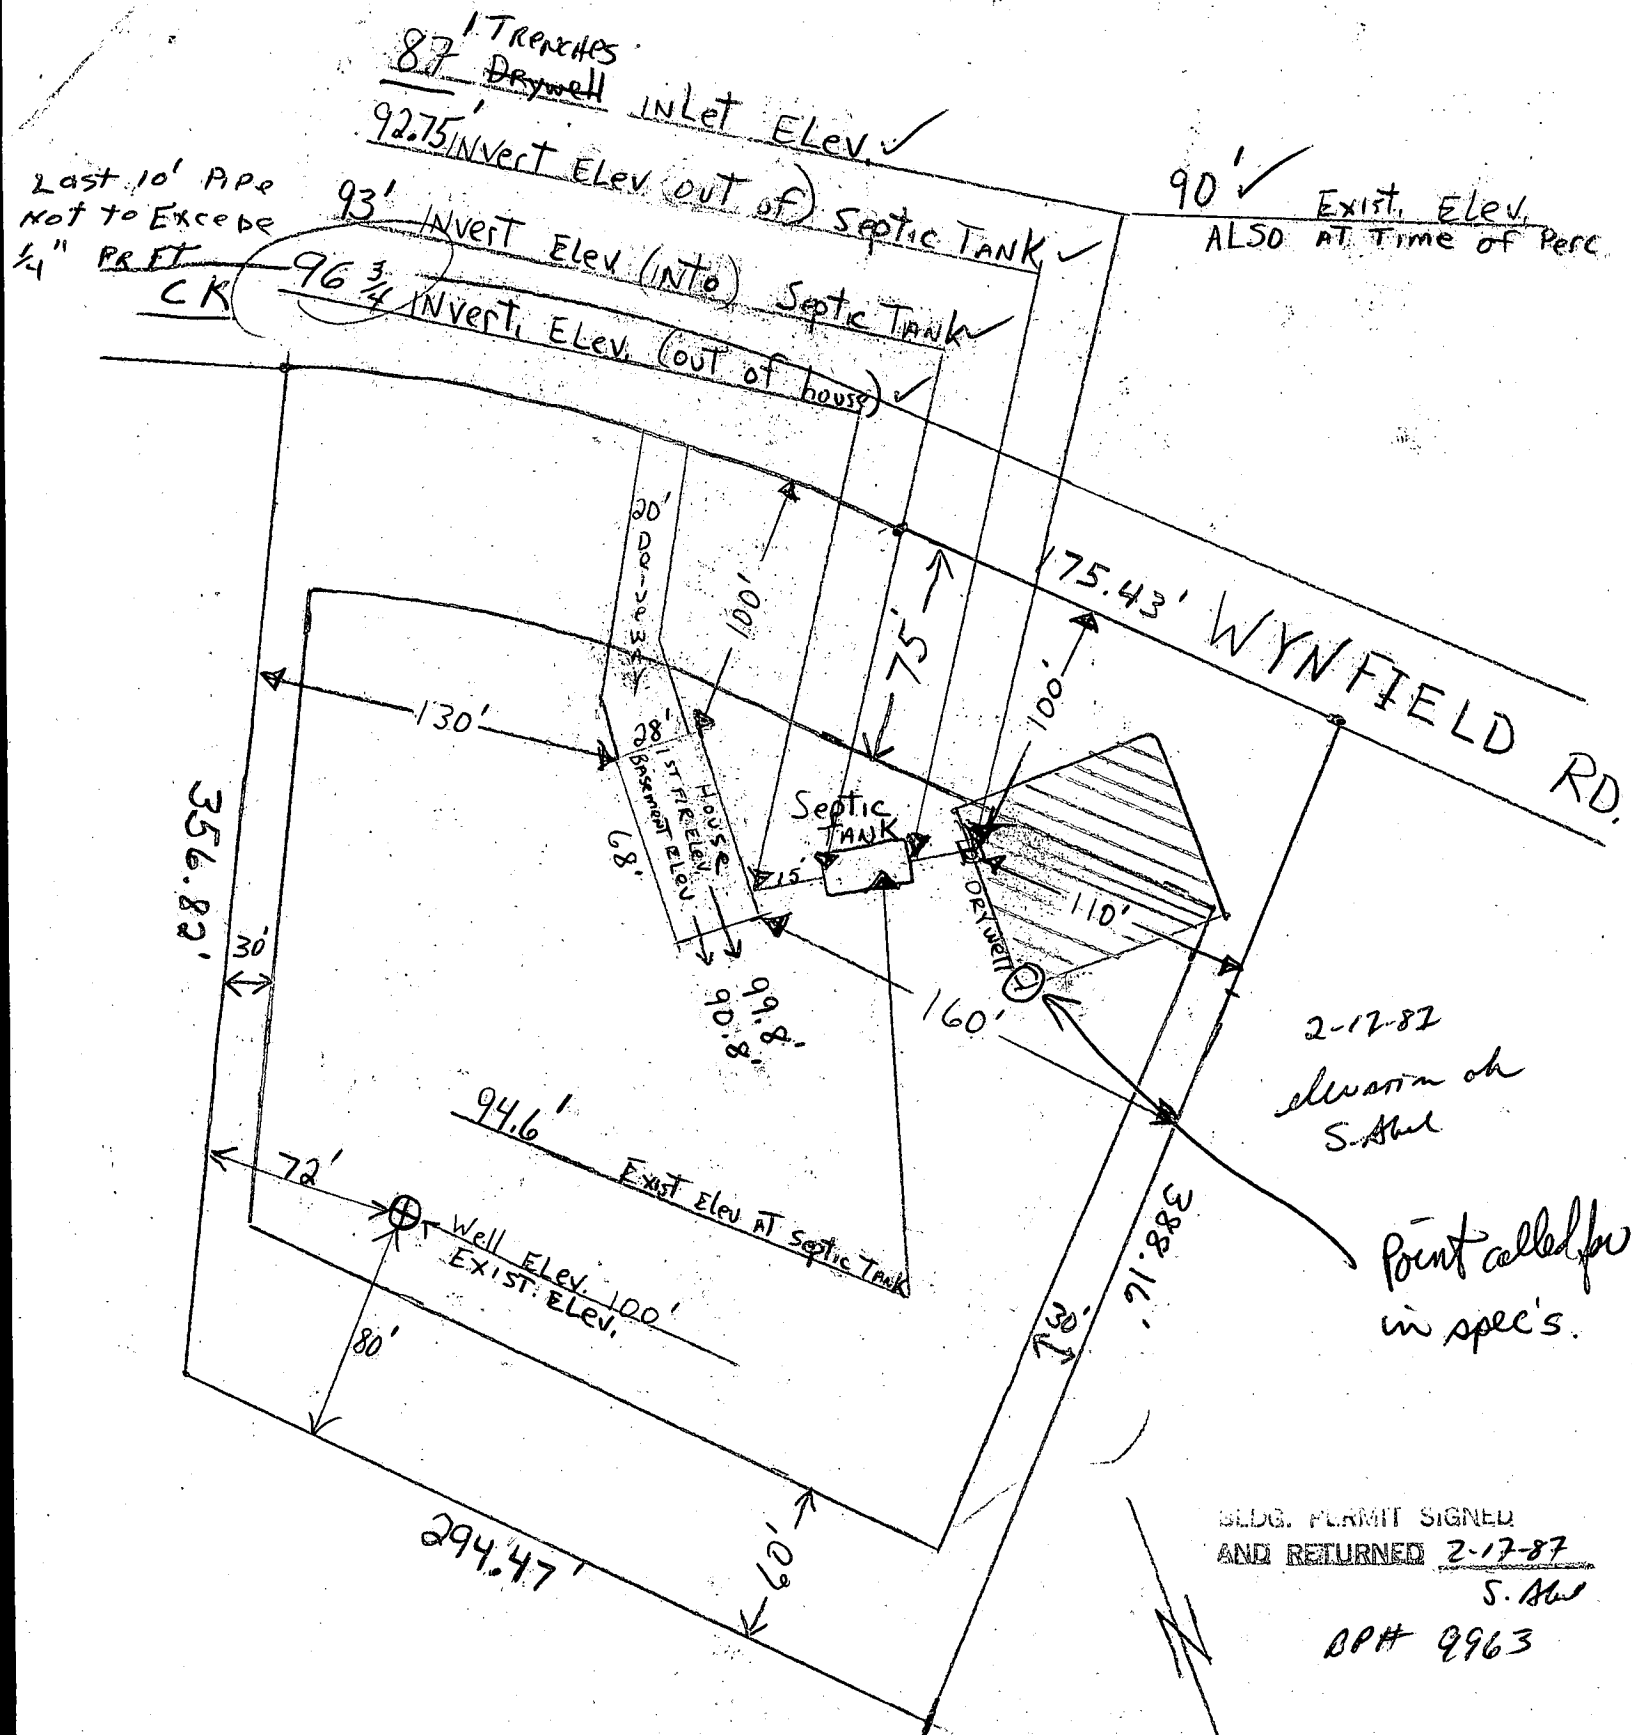 87' TRENCHES
Drywell INLET ELEV. ✓
92.75' INVERT ELEV (OUT OF) SEPTIC TANK ✓
90' ✓ EXIST. ELEV.
ALSO AT TIME OF PERC
Last 10' PIPE
Not to EXCEDE
1/4" PR FT
CK
93' INVERT ELEV (INTO) SEPTIC TANK ✓
96 3/4 INVERT. ELEV. (OUT OF house) ✓
20' DRIVEWAY
100'
75'
100'
175.43' WYNFIELD RD.
130'
28'
HOUSE
1ST FLR ELEV. 99.8'
BASEMENT ELEV. 90.8'
68'
SEPTIC
TANK
15'
DRYWELL
110'
160'
356.82'
30'
2-17-87
elevation ok
94.6' EXIST ELEV AT SEPTIC TANK
72'
Well ELEV. 100'
EXIST. ELEV.
80'
388.16'
30'
Point called for
in spec's.
294.47'
60'
BLDG. PERMIT SIGNED
AND RETURNED 2-17-87
BP# 9963
N